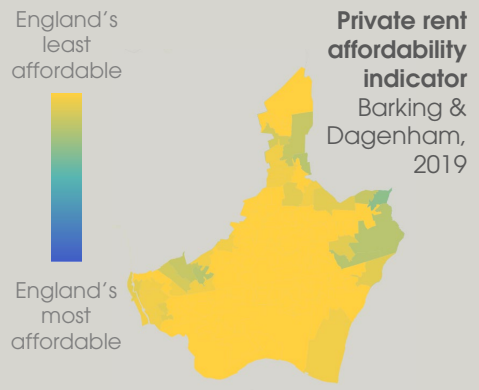 England's
least
affordable
Private rent
affordability
indicator
Barking &
Dagenham,
2019
England's
most
affordable